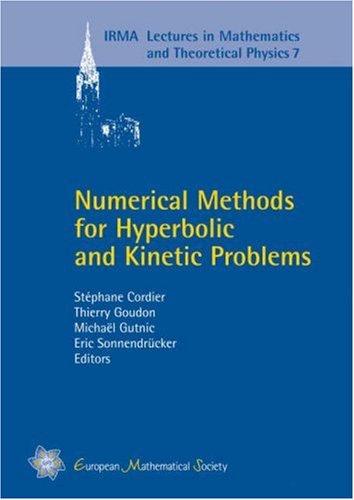 IRMA Lectures in Mathematics
and Theoretical Physics 7
Numerical Methods
for Hyperbolic
and Kinetic Problems
Stéphane Cordier
Thierry Goudon
Michaël Gutnic
Eric Sonnendrücker
Editors
European Mathematical Society